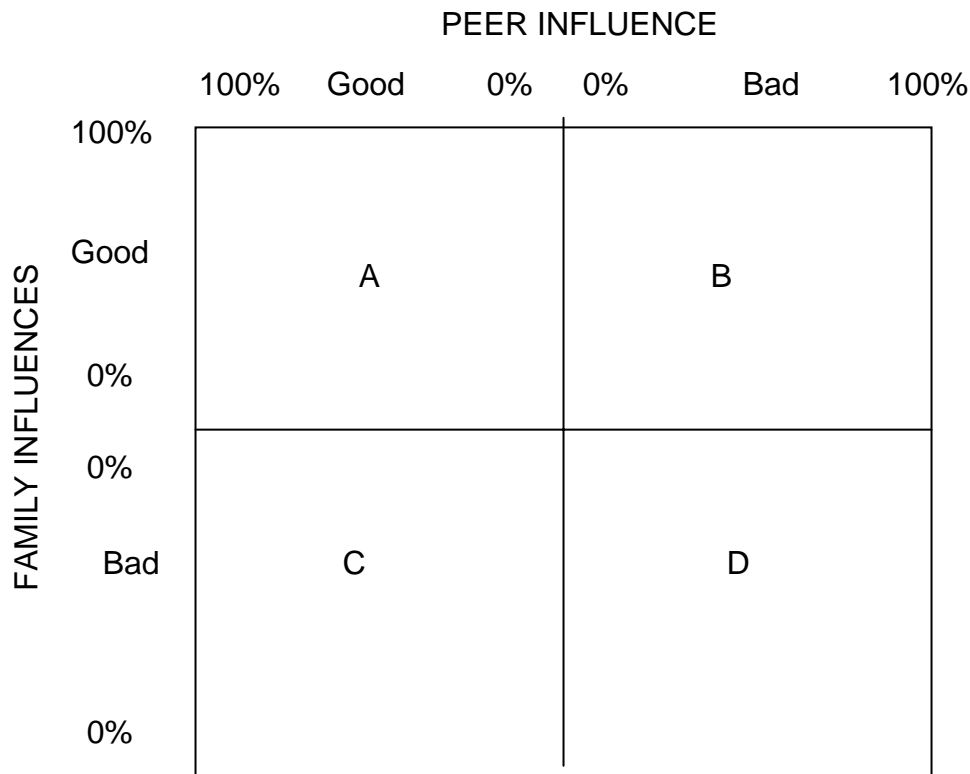 PEER INFLUENCE
100% Good 0% 0% Bad 100%
100%
Good
A B
0%
FAMILY INFLUENCES
0%
Bad C D
0%